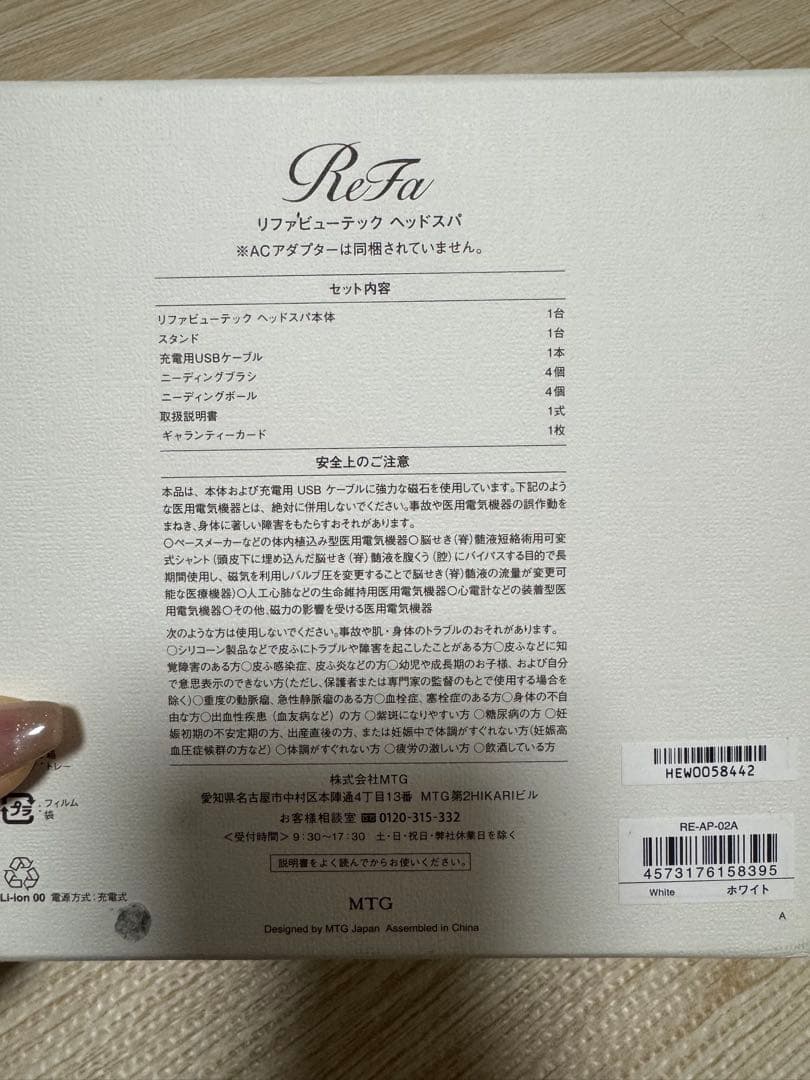 ReFa
リファビューテック ヘッドスパ
※ACアダプターは同梱されていません。
セット内容
リファビューテック ヘッドスパ本体 1台
スタンド 1台
充電用USBケーブル 1本
ニーディングブラシ 4個
ニーディングボール 4個
取扱説明書 1式
ギャランティーカード 1枚
安全上のご注意
本品は、本体および充電用 USB ケーブルに強力な磁石を使用しています。下記のよう
な医用電気機器とは、絶対に併用しないでください。事故や医用電気機器の誤作動を
まねき、身体に著しい障害をもたらすおそれがあります。
○ペースメーカーなどの体内植込み型医用電気機器○脳せき(脊)髄液短絡術用可変
式シャント(頭皮下に埋め込んだ脳せき(脊)髄液を腹くう(腔)にバイパスする目的で長
期間使用し、磁気を利用しバルブ圧を変更することで脳せき(脊)髄液の流量が変更可
能な医療機器)○人工心肺などの生命維持用医用電気機器○心電計などの装着型医
用電気機器○その他、磁力の影響を受ける医用電気機器
次のような方は使用しないでください。事故や肌・身体のトラブルのおそれがあります。
○シリコーン製品などで皮ふにトラブルや障害を起こしたことがある方○皮ふなどに知
覚障害のある方○皮ふ感染症、皮ふ炎などの方○幼児や成長期のお子様、および自分
で意思表示のできない方(ただし、保護者または専門家の監督のもとで使用する場合を
除く)○重度の動脈瘤、急性静脈瘤のある方○血栓症、塞栓症のある方○身体の不自
由な方○出血性疾患(血友病など)の方 ○紫斑になりやすい方 ○糖尿病の方 ○妊
娠初期の不安定期の方、出産直後の方、または妊娠中で体調がすぐれない方(妊娠高
血圧症候群の方など) ○体調がすぐれない方 ○疲労の激しい方 ○飲酒している方
株式会社MTG
愛知県名古屋市中村区本陣通4丁目13番 MTG第2HIKARIビル
お客様相談室 0120-315-332
<受付時間> 9:30~17:30 土・日・祝日・弊社休業日を除く
説明書をよく読んでからお使いください。
MTG
Designed by MTG Japan Assembled in China
トレー
プラ
:フィルム
袋
Li-ion 00 電源方式:充電式
HEW0058442
RE-AP-02A
4573176158395
White ホワイト
A